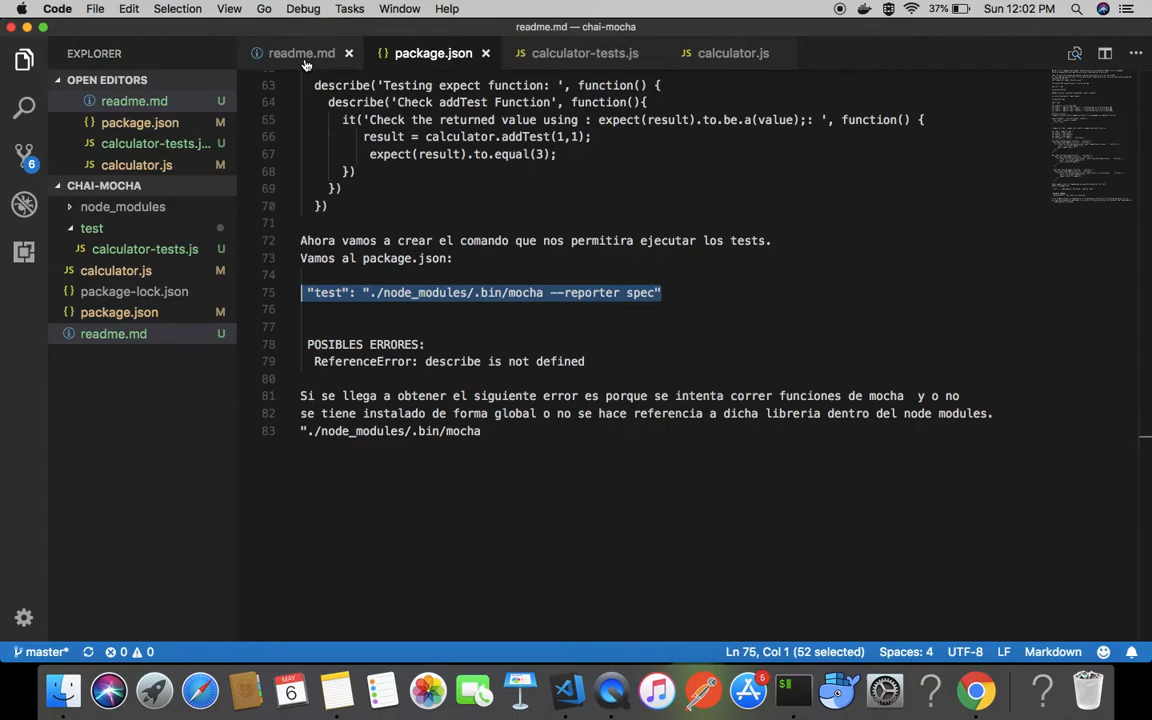 Code File Edit Selection View Go Debug Tasks Window Help 37% Sun 12:02 PM
readme.md — chai-mocha
EXPLORER
readme.md
package.json
calculator-tests.js
calculator.js
OPEN EDITORS
readme.md U
package.json M
calculator-tests.j... U
calculator.js M
CHAI-MOCHA
node_modules
test
calculator-tests.js U
calculator.js M
package-lock.json
package.json M
readme.md U
6
63 describe('Testing expect function: ', function() {
64 describe('Check addTest Function', function(){
65 it('Check the returned value using : expect(result).to.be.a(value);: ', function() {
66 result = calculator.addTest(1,1);
67 expect(result).to.equal(3);
68 })
69 })
70 })
71
72 Ahora vamos a crear el comando que nos permitira ejecutar los tests.
73 Vamos al package.json:
74
75 "test": "./node_modules/.bin/mocha --reporter spec"
76
77
78 POSIBLES ERRORES:
79 ReferenceError: describe is not defined
80
81 Si se llega a obtener el siguiente error es porque se intenta correr funciones de mocha y o no
82 se tiene instalado de forma global o no se hace referencia a dicha libreria dentro del node modules.
83 "./node_modules/.bin/mocha
master* 0 0 Ln 75, Col 1 (52 selected) Spaces: 4 UTF-8 LF Markdown
MAY
6
5
$